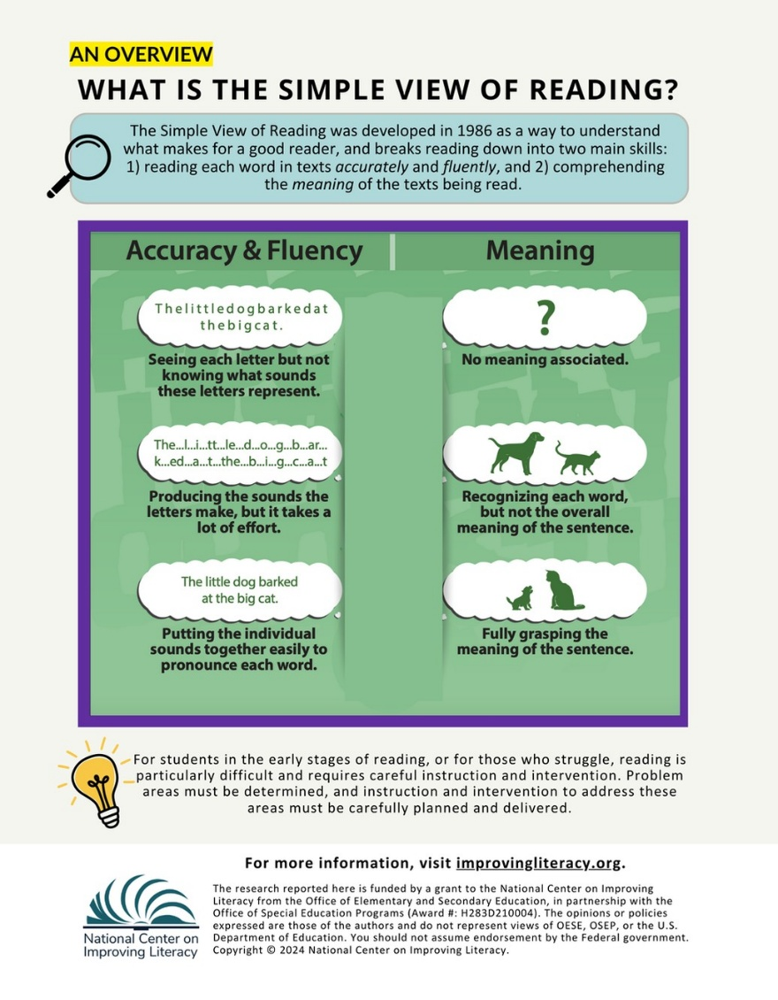 AN OVERVIEW
WHAT IS THE SIMPLE VIEW OF READING?
The Simple View of Reading was developed in 1986 as a way to understand
what makes for a good reader, and breaks reading down into two main skills:
1) reading each word in texts accurately and fluently, and 2) comprehending
the meaning of the texts being read.
Accuracy & Fluency
Meaning
Thelittledogbarkedat
thebigcat.
Seeing each letter but not
knowing what sounds
these letters represent.
?
No meaning associated.
The...l...i...tt...le...d...o...g...b...ar...
k...ed...a...t...the...b...i...g...c...a...t
Producing the sounds the
letters make, but it takes a
lot of effort.
Recognizing each word,
but not the overall
meaning of the sentence.
The little dog barked
at the big cat.
Putting the individual
sounds together easily to
pronounce each word.
Fully grasping the
meaning of the sentence.
For students in the early stages of reading, or for those who struggle, reading is
particularly difficult and requires careful instruction and intervention. Problem
areas must be determined, and instruction and intervention to address these
areas must be carefully planned and delivered.
For more information, visit improvingliteracy.org.
The research reported here is funded by a grant to the National Center on Improving
Literacy from the Office of Elementary and Secondary Education, in partnership with the
Office of Special Education Programs (Award #: H283D210004). The opinions or policies
expressed are those of the authors and do not represent views of OESE, OSEP, or the U.S.
Department of Education. You should not assume endorsement by the Federal government.
Copyright © 2024 National Center on Improving Literacy.
National Center on
Improving Literacy